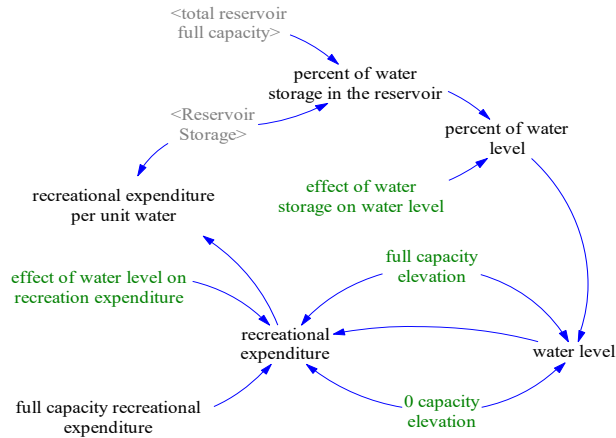 <total reservoir
full capacity>
percent of water
storage in the reservoir
<Reservoir
Storage>
percent of water
level
recreational expenditure
per unit water
effect of water
storage on water level
effect of water level on
recreation expenditure
full capacity
elevation
recreational
expenditure
water level
full capacity recreational
expenditure
0 capacity
elevation